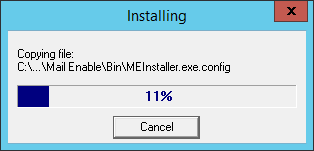 Installing
x
Copying file:
C:\...\Mail Enable\Bin\MEInstaller.exe.config
11%
Cancel